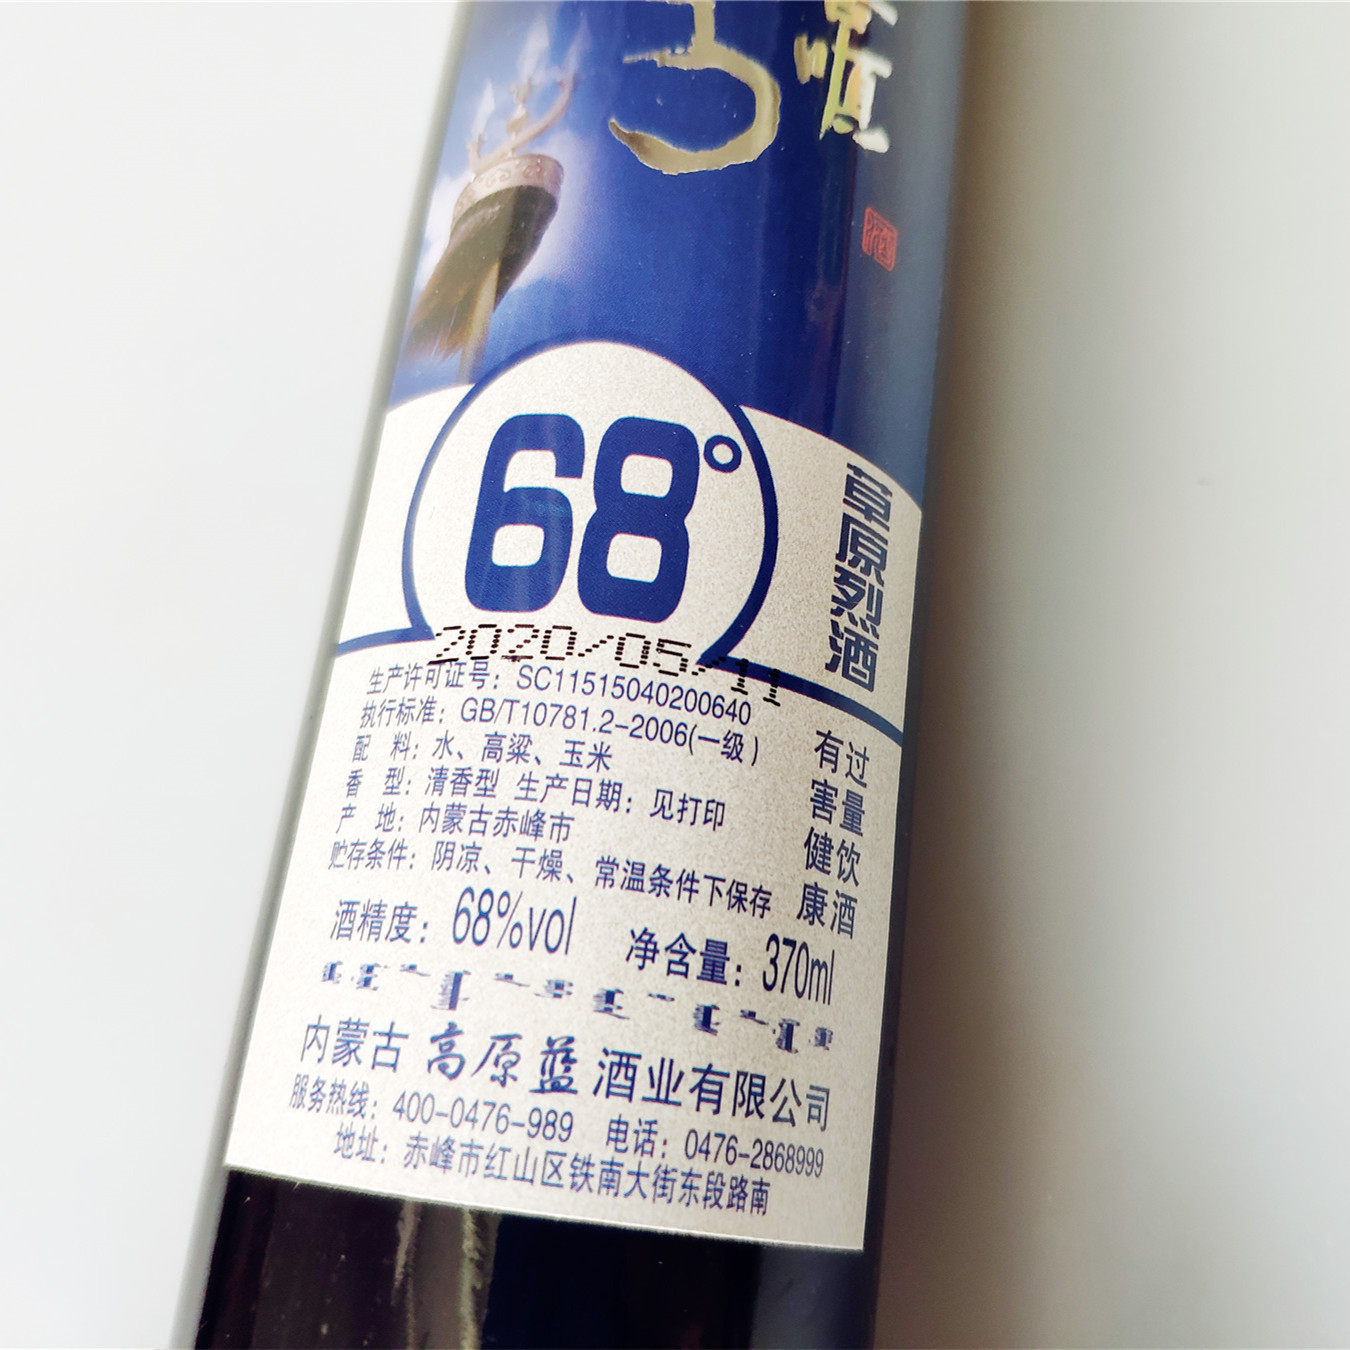 68°
草原烈酒
2020/05/11
生产许可证号：SC11515040200640
执行标准：GB/T10781.2-2006(一级)
配 料：水、高粱、玉米
香 型：清香型 生产日期：见打印
产 地：内蒙古赤峰市
贮存条件：阴凉、干燥、常温条件下保存
过量饮酒
有害健康
酒精度：68%vol 净含量：370ml
内蒙古高原蓝酒业有限公司
服务热线：400-0476-989 电话：0476-2868999
地址：赤峰市红山区铁南大街东段路南